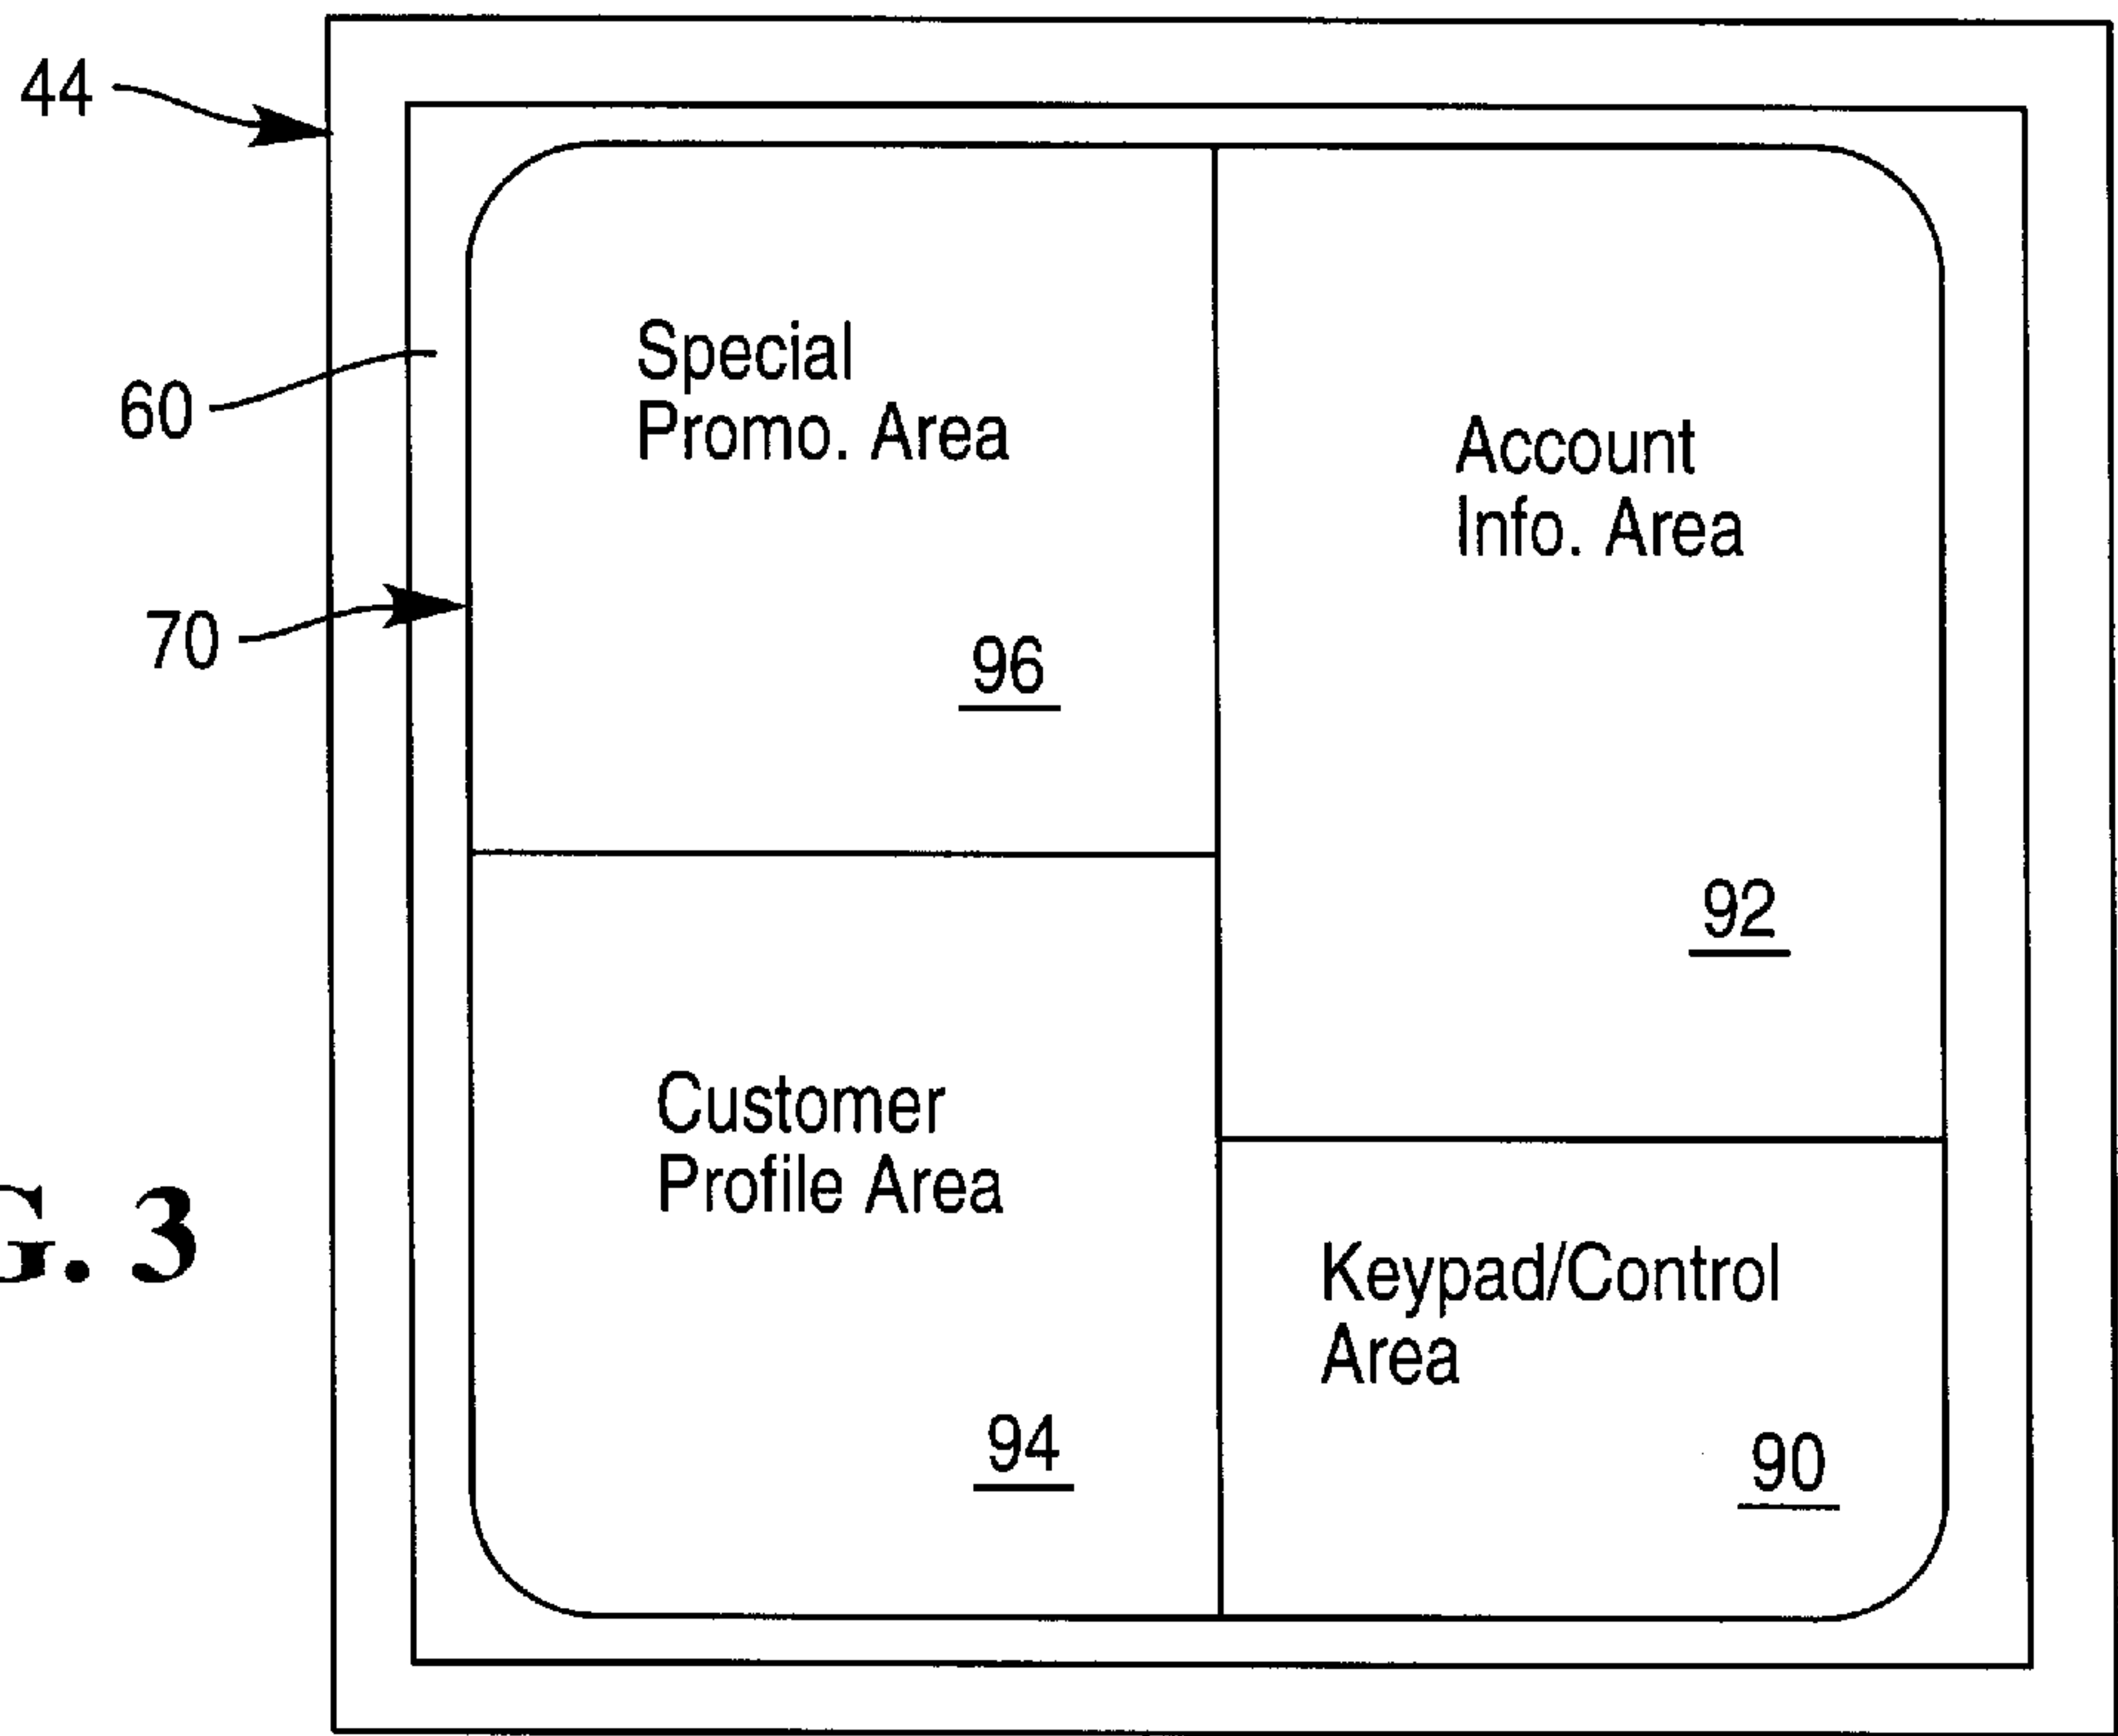 44
60
70
Special
Promo. Area
96
Account
Info. Area
92
Customer
Profile Area
94
Keypad/Control
Area
90
G. 3